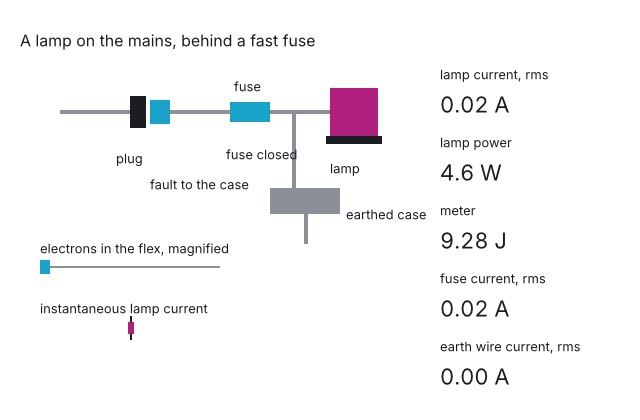 A lamp on the mains, behind a fast fuse
lamp current, rms
0.02 A
fuse
lamp power
fuse closed
plug
lamp
4.6 W
fault to the case
meter
earthed case
9.28 J
electrons in the flex, magnified
fuse current, rms
instantaneous lamp current
0.02 A
earth wire current, rms
0.00 A